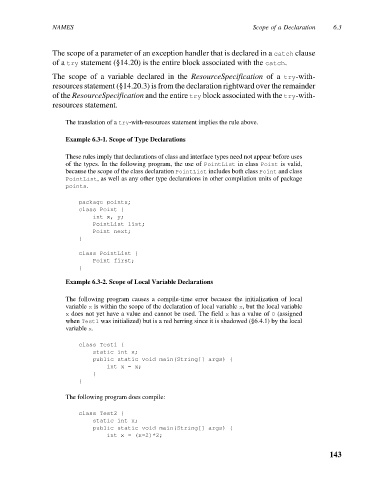 NAMES Scope of a Declaration 6.3
The scope of a parameter of an exception handler that is declared in a catch clause
of a try statement (§14.20) is the entire block associated with the catch.
The scope of a variable declared in the ResourceSpecification of a try-with-
resources statement (§14.20.3) is from the declaration rightward over the remainder
of the ResourceSpecification and the entire try block associated with the try-with-
resources statement.
The translation of a try-with-resources statement implies the rule above.
Example 6.3-1. Scope of Type Declarations
These rules imply that declarations of class and interface types need not appear before uses
of the types. In the following program, the use of PointList in class Point is valid,
because the scope of the class declaration PointList includes both class Point and class
PointList, as well as any other type declarations in other compilation units of package
points.
package points;
class Point {
int x, y;
PointList list;
Point next;
}
class PointList {
Point first;
}
Example 6.3-2. Scope of Local Variable Declarations
The following program causes a compile-time error because the initialization of local
variable x is within the scope of the declaration of local variable x, but the local variable
x does not yet have a value and cannot be used. The field x has a value of 0 (assigned
when Test1 was initialized) but is a red herring since it is shadowed (§6.4.1) by the local
variable x.
class Test1 {
static int x;
public static void main(String[] args) {
int x = x;
}
}
The following program does compile:
class Test2 {
static int x;
public static void main(String[] args) {
int x = (x=2)*2;
143